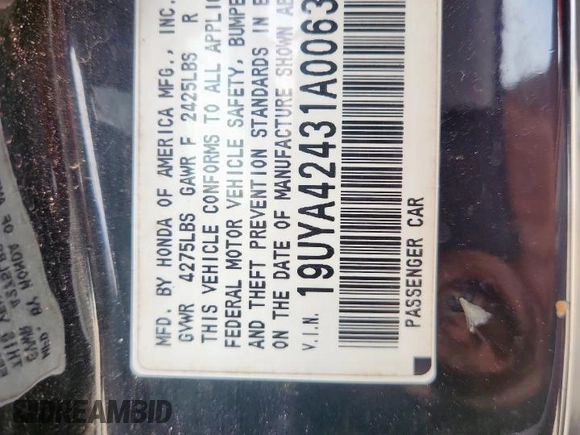 MFD. BY HONDA OF AMERICA MFG., INC.
GVWR 4275LBS GAWR F 2425LBS R
THIS VEHICLE CONFORMS TO ALL APPLIC
FEDERAL MOTOR VEHICLE SAFETY, BUMPE
AND THEFT PREVENTION STANDARDS IN E
ON THE DATE OF MANUFACTURE SHOWN AB
V.I.N. 19UYA42431A0063
PASSENGER CAR
DREAMBID